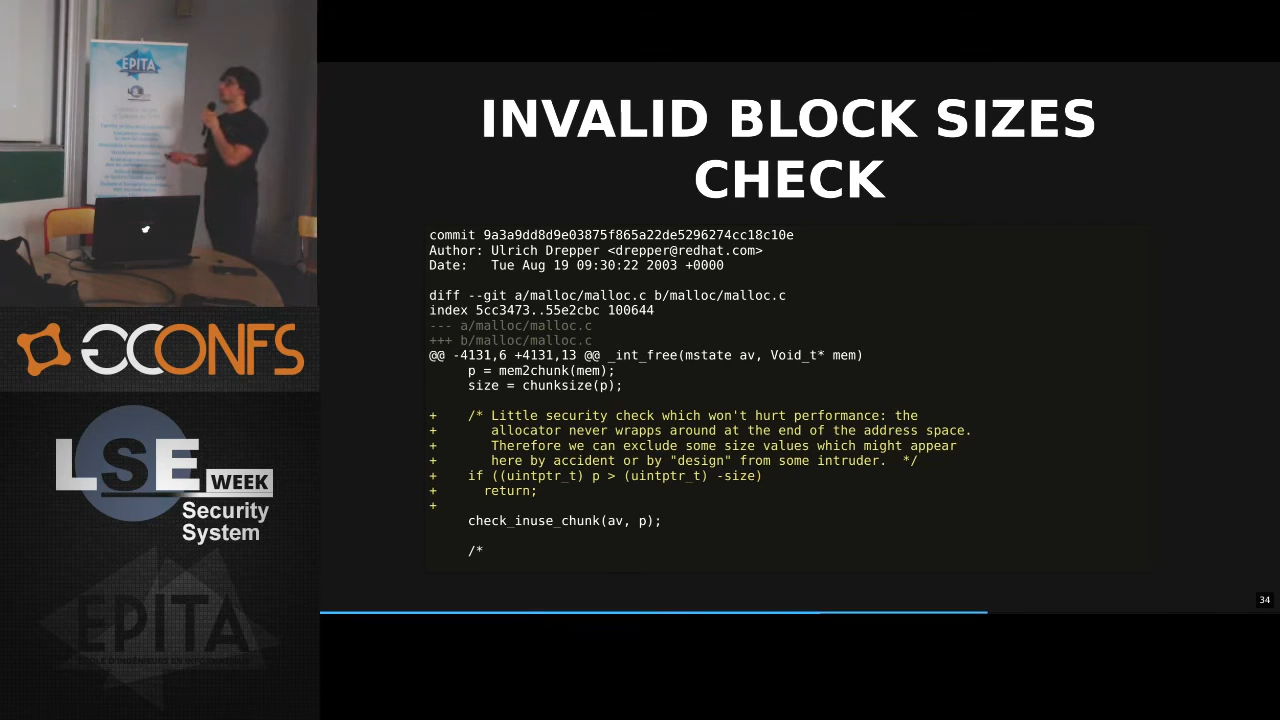 EPITA
INVALID BLOCK SIZES
CHECK
commit 9a3a9dd8d9e03875f865a22de5296274cc18c10e
Author: Ulrich Drepper <drepper@redhat.com>
Date:   Tue Aug 19 09:30:22 2003 +0000
diff --git a/malloc/malloc.c b/malloc/malloc.c
index 5cc3473..55e2cbc 100644
--- a/malloc/malloc.c
+++ b/malloc/malloc.c
@@ -4131,6 +4131,13 @@ _int_free(mstate av, Void_t* mem)
     p = mem2chunk(mem);
     size = chunksize(p);
+    /* Little security check which won't hurt performance: the
+       allocator never wrapps around at the end of the address space.
+       Therefore we can exclude some size values which might appear
+       here by accident or by "design" from some intruder.  */
+    if ((uintptr_t) p > (uintptr_t) -size)
+      return;
+
     check_inuse_chunk(av, p);
     /*
34
GCONFS
LSE WEEK
Security
System
EPITA